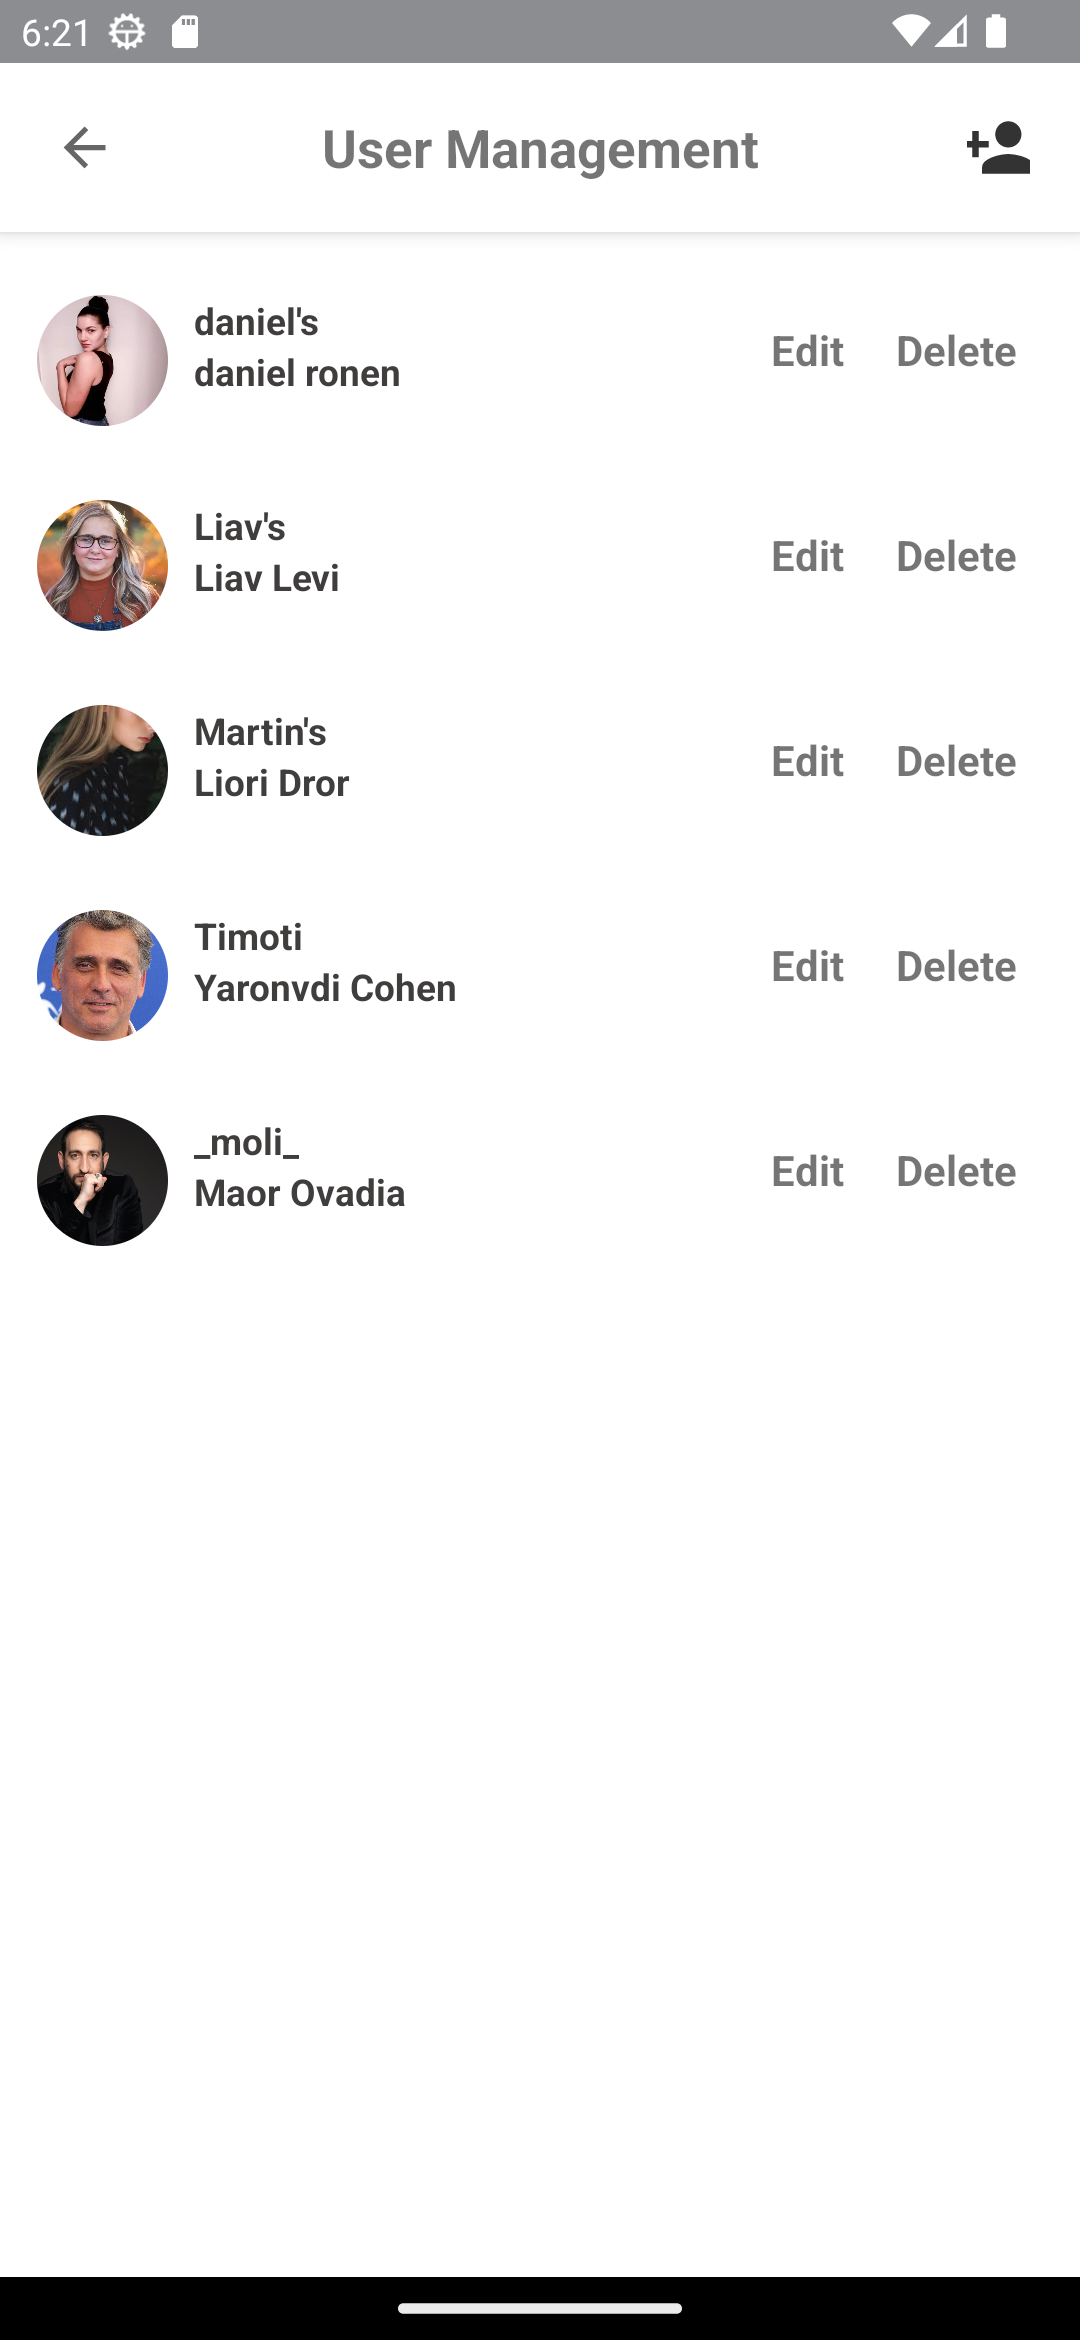 6:21
User Management
daniel's
daniel ronen
Edit Delete
Liav's
Liav Levi
Edit Delete
Martin's
Liori Dror
Edit Delete
Timoti
Yaronvdi Cohen
Edit Delete
_moli_
Maor Ovadia
Edit Delete